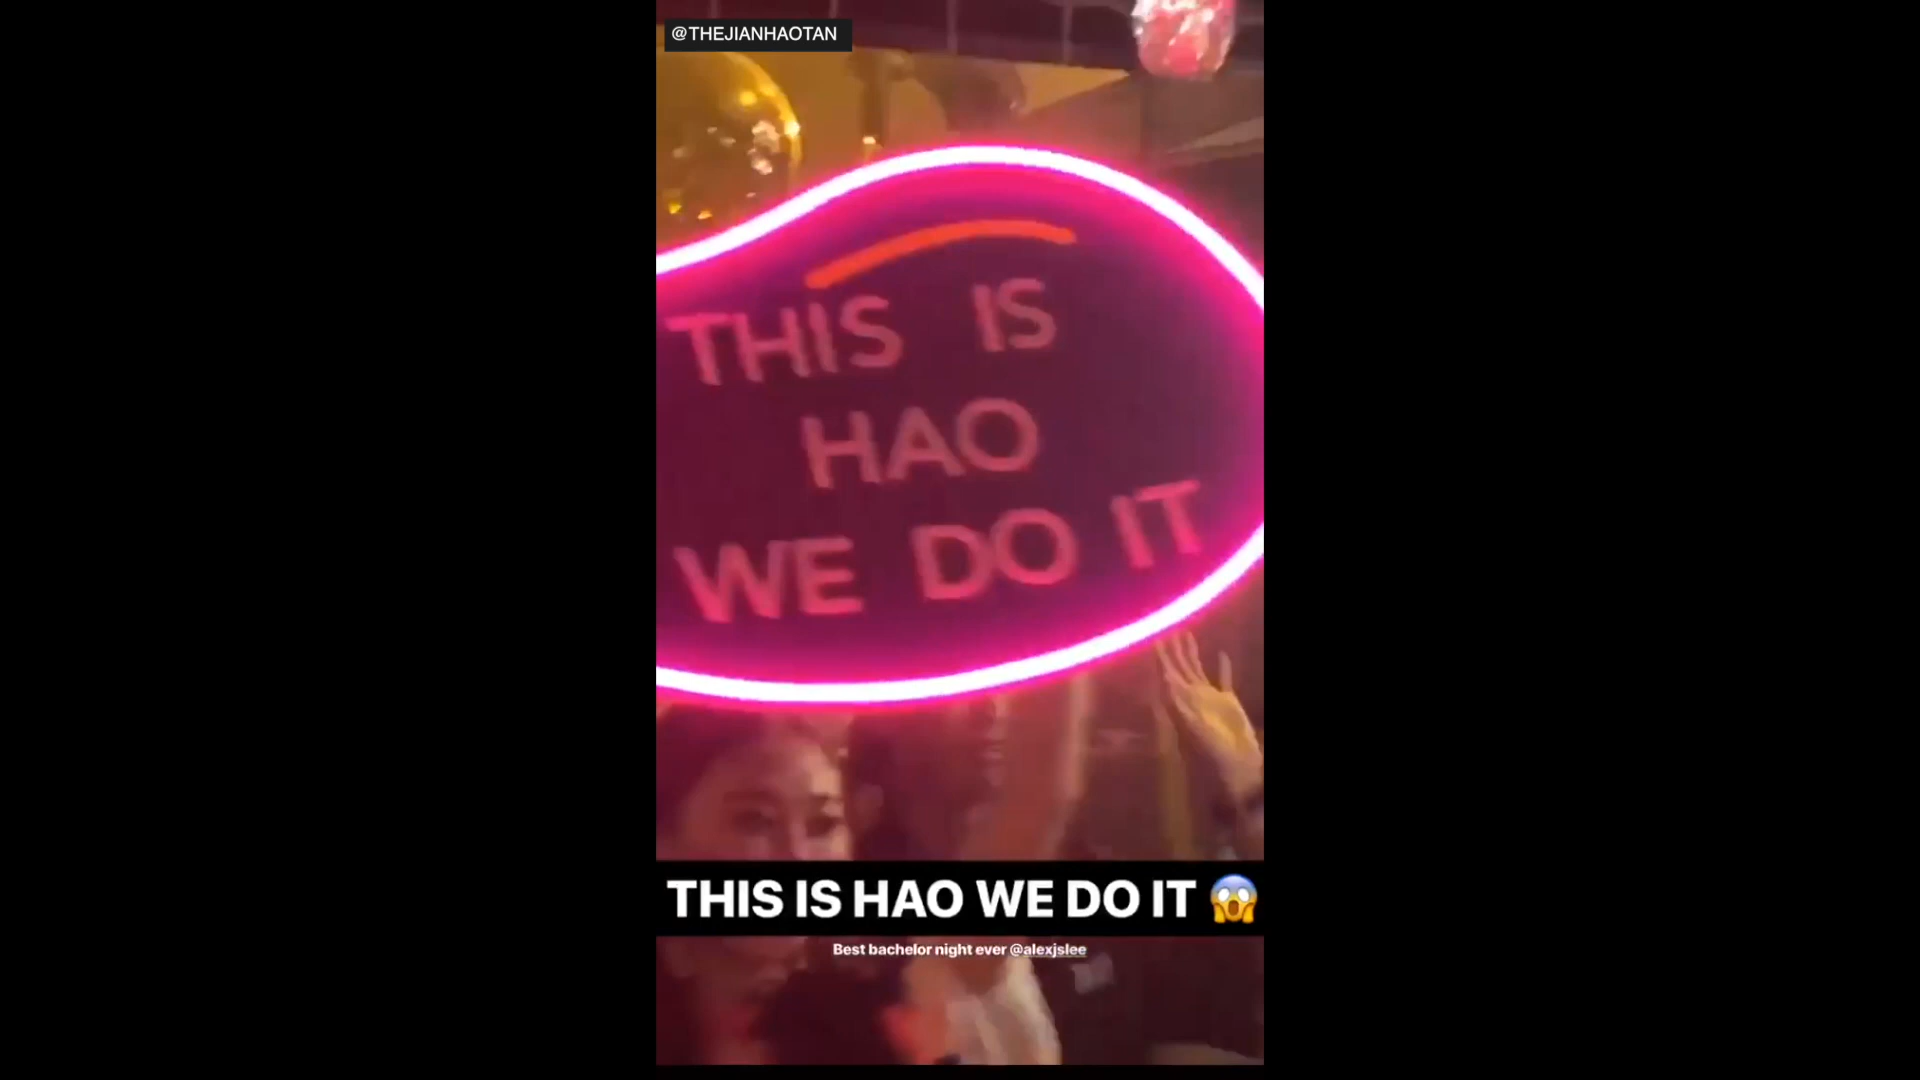 @THEJIANHAOTAN
THIS IS
HAO
WE DO IT
THIS IS HAO WE DO IT 😱
Best bachelor night ever @alexjslee